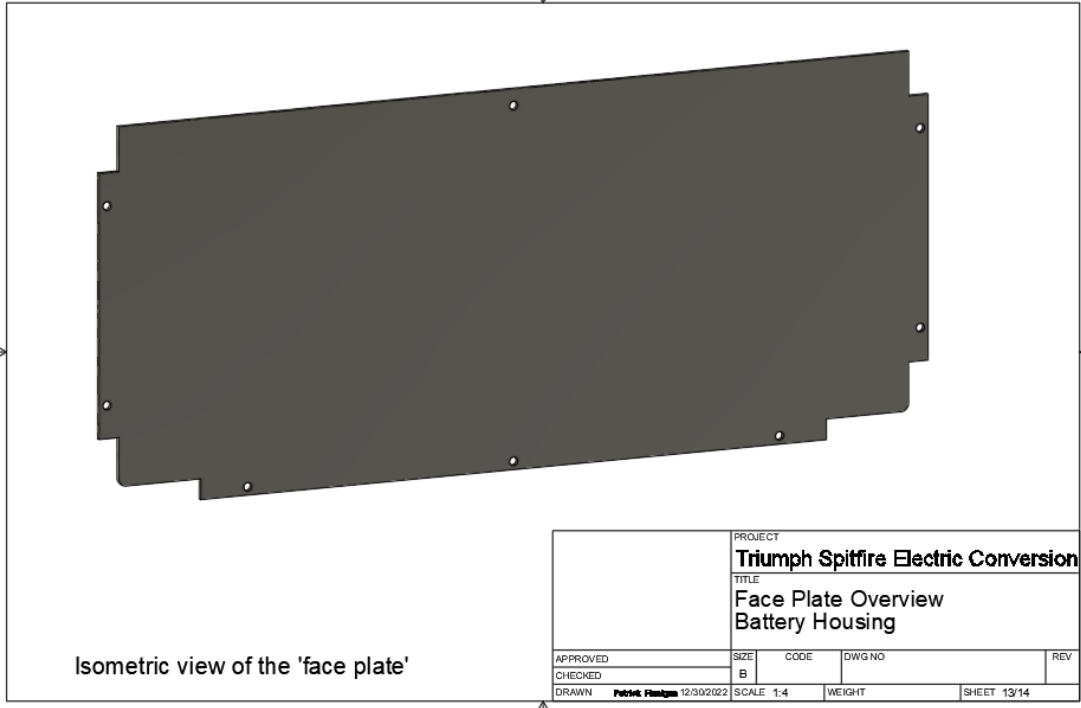 PROJECT
Triumph Spitfire Electric Conversion
TITLE
Face Plate Overview
Battery Housing
Isometric view of the 'face plate'
APPROVED
SIZE CODE DWG NO REV
CHECKED
B
DRAWN Patrick 12/30/2022 SCALE 1:4 WEIGHT SHEET 13/14